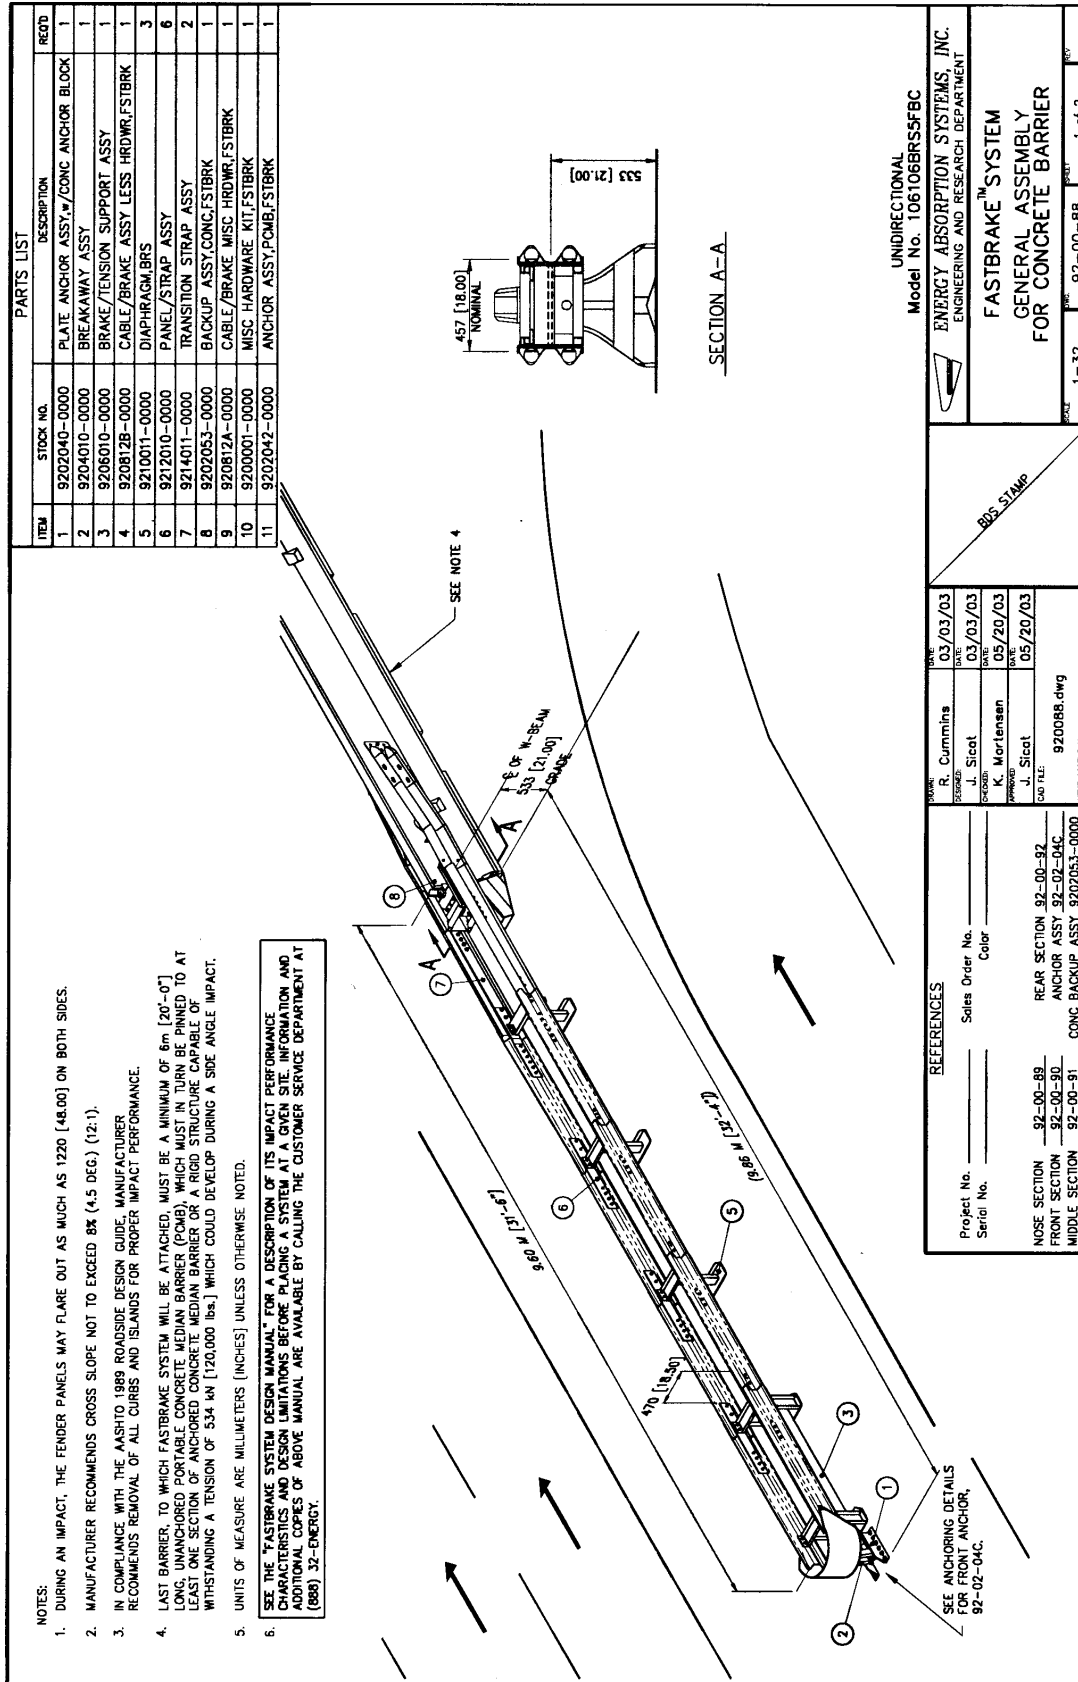 NOTES:
1. DURING AN IMPACT, THE FENDER PANELS MAY FLARE OUT AS MUCH AS 1220 [48.00] ON BOTH SIDES.
2. MANUFACTURER RECOMMENDS CROSS SLOPE NOT TO EXCEED 8% (4.5 DEG.) (12:1).
3. IN COMPLIANCE WITH THE AASHTO 1989 ROADSIDE DESIGN GUIDE, MANUFACTURER
RECOMMENDS REMOVAL OF ALL CURBS AND ISLANDS FOR PROPER IMPACT PERFORMANCE.
4. LAST BARRIER, TO WHICH FASTBRAKE SYSTEM WILL BE ATTACHED, MUST BE A MINIMUM OF 6m [20'-0"]
LONG, UNANCHORED PORTABLE CONCRETE MEDIAN BARRIER (PCMB), WHICH MUST IN TURN BE PINNED TO AT
LEAST ONE SECTION OF ANCHORED CONCRETE MEDIAN BARRIER OR A RIGID STRUCTURE CAPABLE OF
WITHSTANDING A TENSION OF 534 kN [120,000 lbs.] WHICH COULD DEVELOP DURING A SIDE ANGLE IMPACT.
5. UNITS OF MEASURE ARE MILLIMETERS [INCHES] UNLESS OTHERWISE NOTED.
6. SEE THE "FASTBRAKE SYSTEM DESIGN MANUAL" FOR A DESCRIPTION OF ITS IMPACT PERFORMANCE
CHARACTERISTICS AND DESIGN LIMITATIONS BEFORE PLACING A SYSTEM AT A GIVEN SITE. INFORMATION AND
ADDITIONAL COPIES OF ABOVE MANUAL ARE AVAILABLE BY CALLING THE CUSTOMER SERVICE DEPARTMENT AT
(888) 32-ENERGY.
PARTS LIST
ITEM STOCK NO. DESCRIPTION REQ'D
1 9202040-0000 PLATE ANCHOR ASSY,w/CONC ANCHOR BLOCK 1
2 9204010-0000 BREAKAWAY ASSY 1
3 9206010-0000 BRAKE/TENSION SUPPORT ASSY 1
4 920812B-0000 CABLE/BRAKE ASSY LESS HRDWR,FSTBRK 1
5 9210011-0000 DIAPHRAGM,BRS 3
6 9212010-0000 PANEL/STRAP ASSY 6
7 9214011-0000 TRANSITION STRAP ASSY 2
8 9202053-0000 BACKUP ASSY,CONC,FSTBRK 1
9 920812A-0000 CABLE/BRAKE MISC HRDWR,FSTBRK 1
10 9200001-0000 MISC HARDWARE KIT,FSTBRK 1
11 9202042-0000 ANCHOR ASSY,PCMB,FSTBRK 1
SEE NOTE 4
℄ OF W-BEAM
533 [21.00]
GRADE
A
A
8
7
6
5
3
1
2
9.60 M [31'-6"]
(9.86 M [32'-4"])
470 [18.50]
SEE ANCHORING DETAILS
FOR FRONT ANCHOR,
92-02-04C.
457 [18.00]
NOMINAL
533 [21.00]
SECTION A-A
UNIDIRECTIONAL
Model No. 106106BRS5FBC
REFERENCES
Project No. Sales Order No.
Serial No. Color
NOSE SECTION 92-00-89 REAR SECTION 92-00-92
FRONT SECTION 92-00-90 ANCHOR ASSY 92-02-04C
MIDDLE SECTION 92-00-91 CONC BACKUP ASSY 9202053-0000
DRAWN: R. Cummins DATE: 03/03/03
DESIGNED: J. Sicat DATE: 03/03/03
CHECKED: K. Mortensen DATE: 05/20/03
APPROVED: J. Sicat DATE: 05/20/03
CAD FILE: 920088.dwg
BDS STAMP
ENERGY ABSORPTION SYSTEMS, INC.
ENGINEERING AND RESEARCH DEPARTMENT
FASTBRAKE™ SYSTEM
GENERAL ASSEMBLY
FOR CONCRETE BARRIER
SCALE 1=32 DWG. 92-00-88 SHEET REV